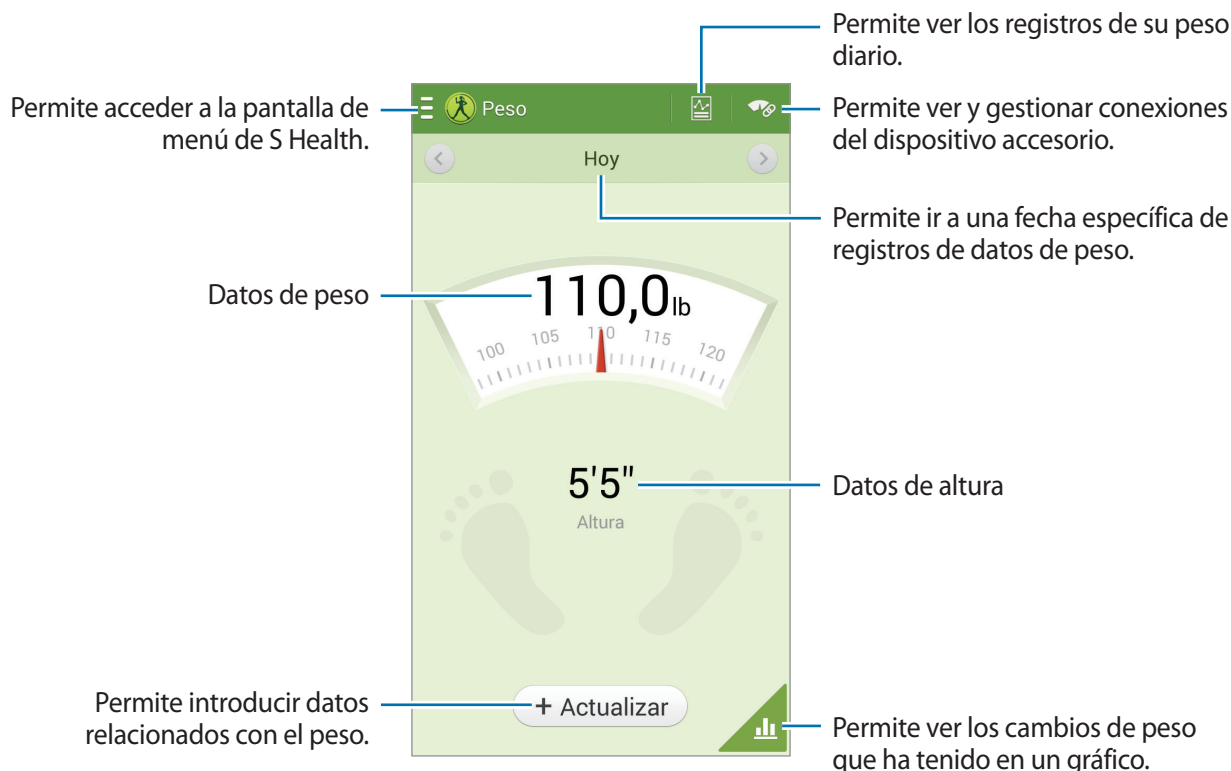 Permite ver los registros de su peso
diario.
Permite acceder a la pantalla de
menú de S Health.
Peso
Permite ver y gestionar conexiones
del dispositivo accesorio.
Hoy
Permite ir a una fecha específica de
registros de datos de peso.
Datos de peso
110,0lb
100 105 110 115 120
5'5"
Altura
Datos de altura
Permite introducir datos
relacionados con el peso.
+ Actualizar
Permite ver los cambios de peso
que ha tenido en un gráfico.